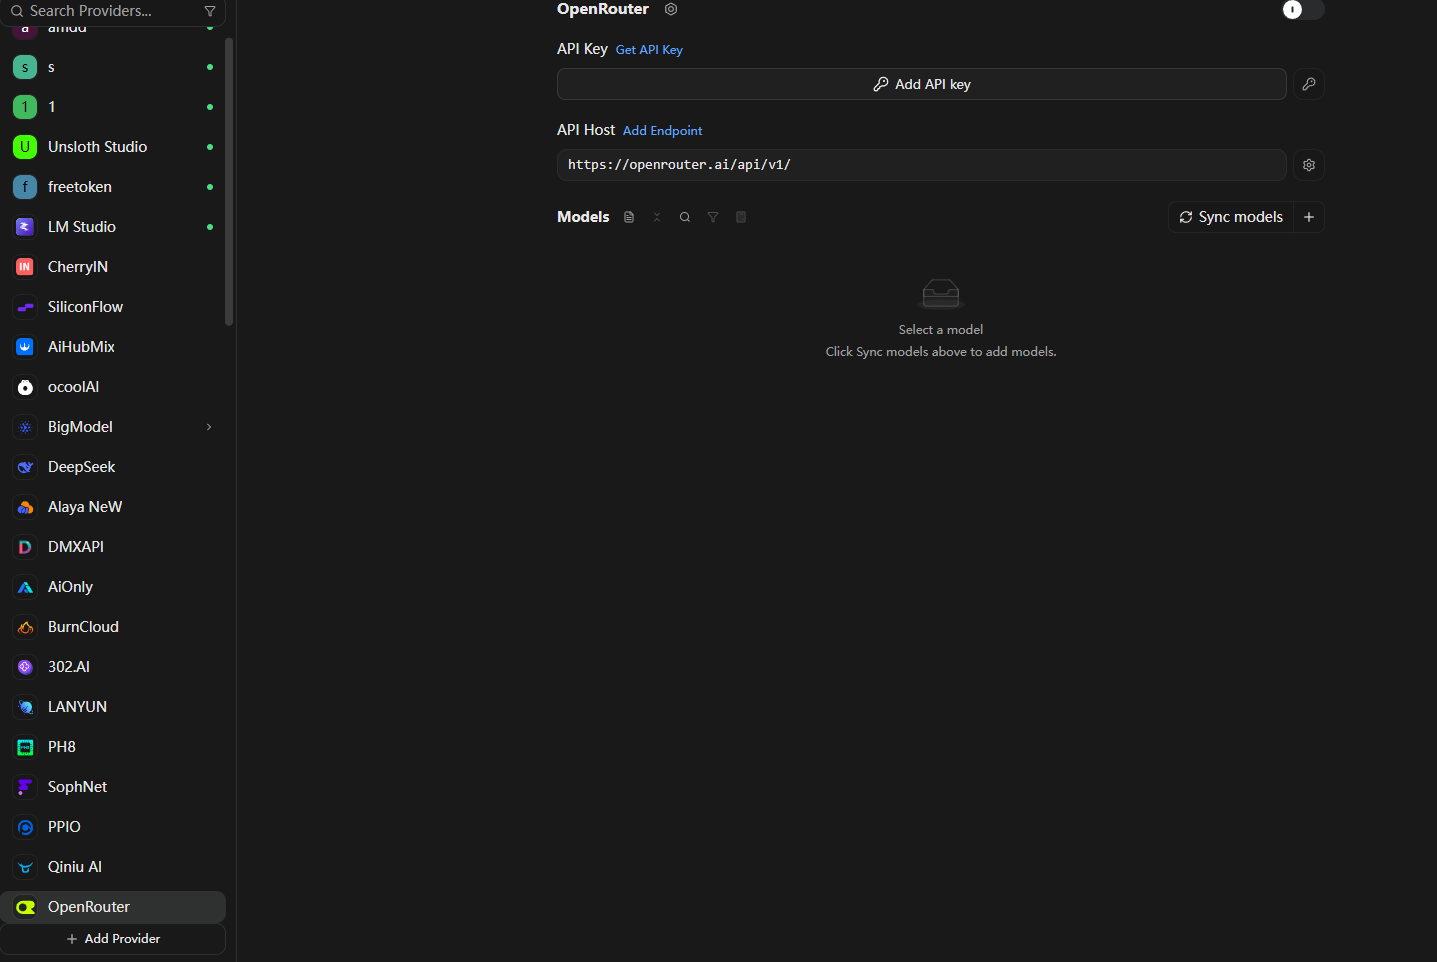 Search Providers...
a amdd
s s
1 1
U Unsloth Studio
f freetoken
LM Studio
IN CherryIN
SiliconFlow
AiHubMix
ocoolAI
BigModel
DeepSeek
Alaya NeW
DMXAPI
AiOnly
BurnCloud
302.AI
LANYUN
PH8
SophNet
PPIO
Qiniu AI
OpenRouter
Add Provider
OpenRouter
API Key Get API Key
Add API key
API Host Add Endpoint
https://openrouter.ai/api/v1/
Models
Sync models
Select a model
Click Sync models above to add models.